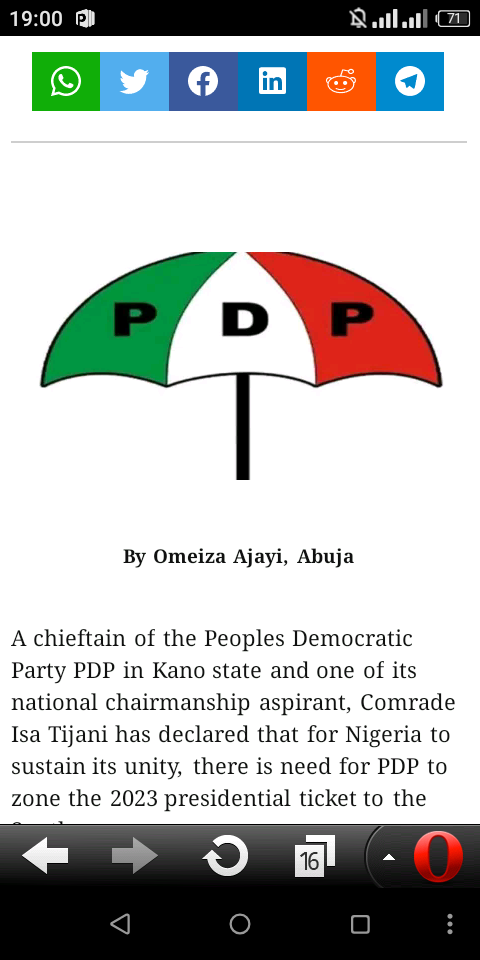 19:00
71
P D P
By Omeiza Ajayi, Abuja
A chieftain of the Peoples Democratic
Party PDP in Kano state and one of its
national chairmanship aspirant, Comrade
Isa Tijani has declared that for Nigeria to
sustain its unity, there is need for PDP to
zone the 2023 presidential ticket to the
16